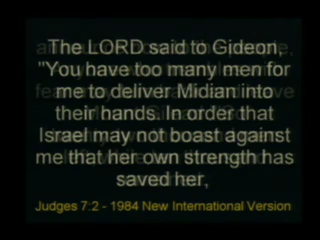 The LORD said to Gideon,
"You have too many men for
me to deliver Midian into
their hands. In order that
Israel may not boast against
me that her own strength has
saved her,
Judges 7:2 - 1984 New International Version